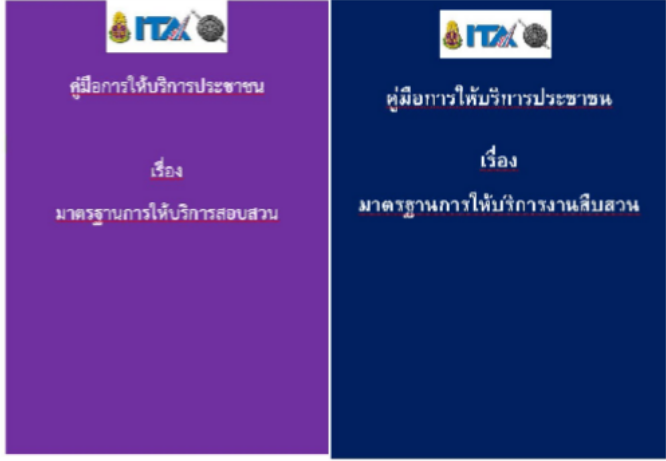 ITA
คู่มือการให้บริการประชาชน
เรื่อง
มาตรฐานการให้บริการสอบสวน
ITA
คู่มือการให้บริการประชาชน
เรื่อง
มาตรฐานการให้บริการงานสืบสวน